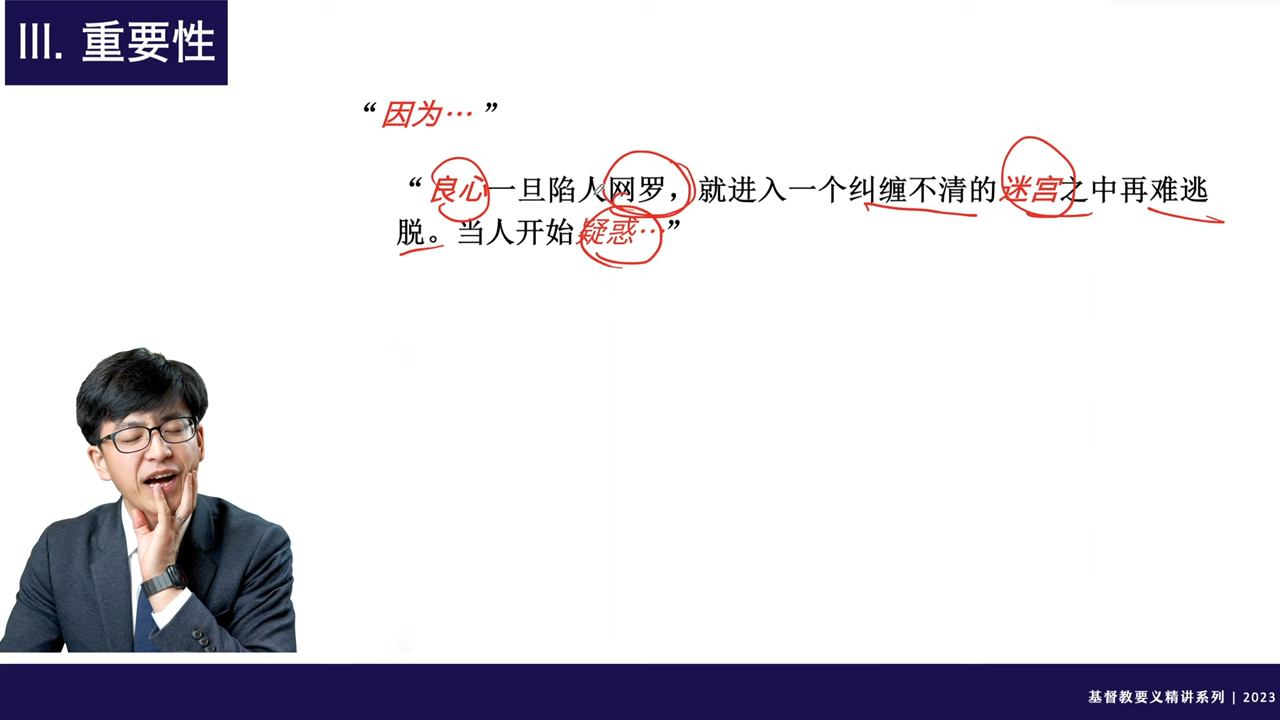 III. 重要性
“因为…”
“良心一旦陷人网罗，就进入一个纠缠不清的迷宫之中再难逃
脱。当人开始疑惑…”
基督教要义精讲系列 | 2023